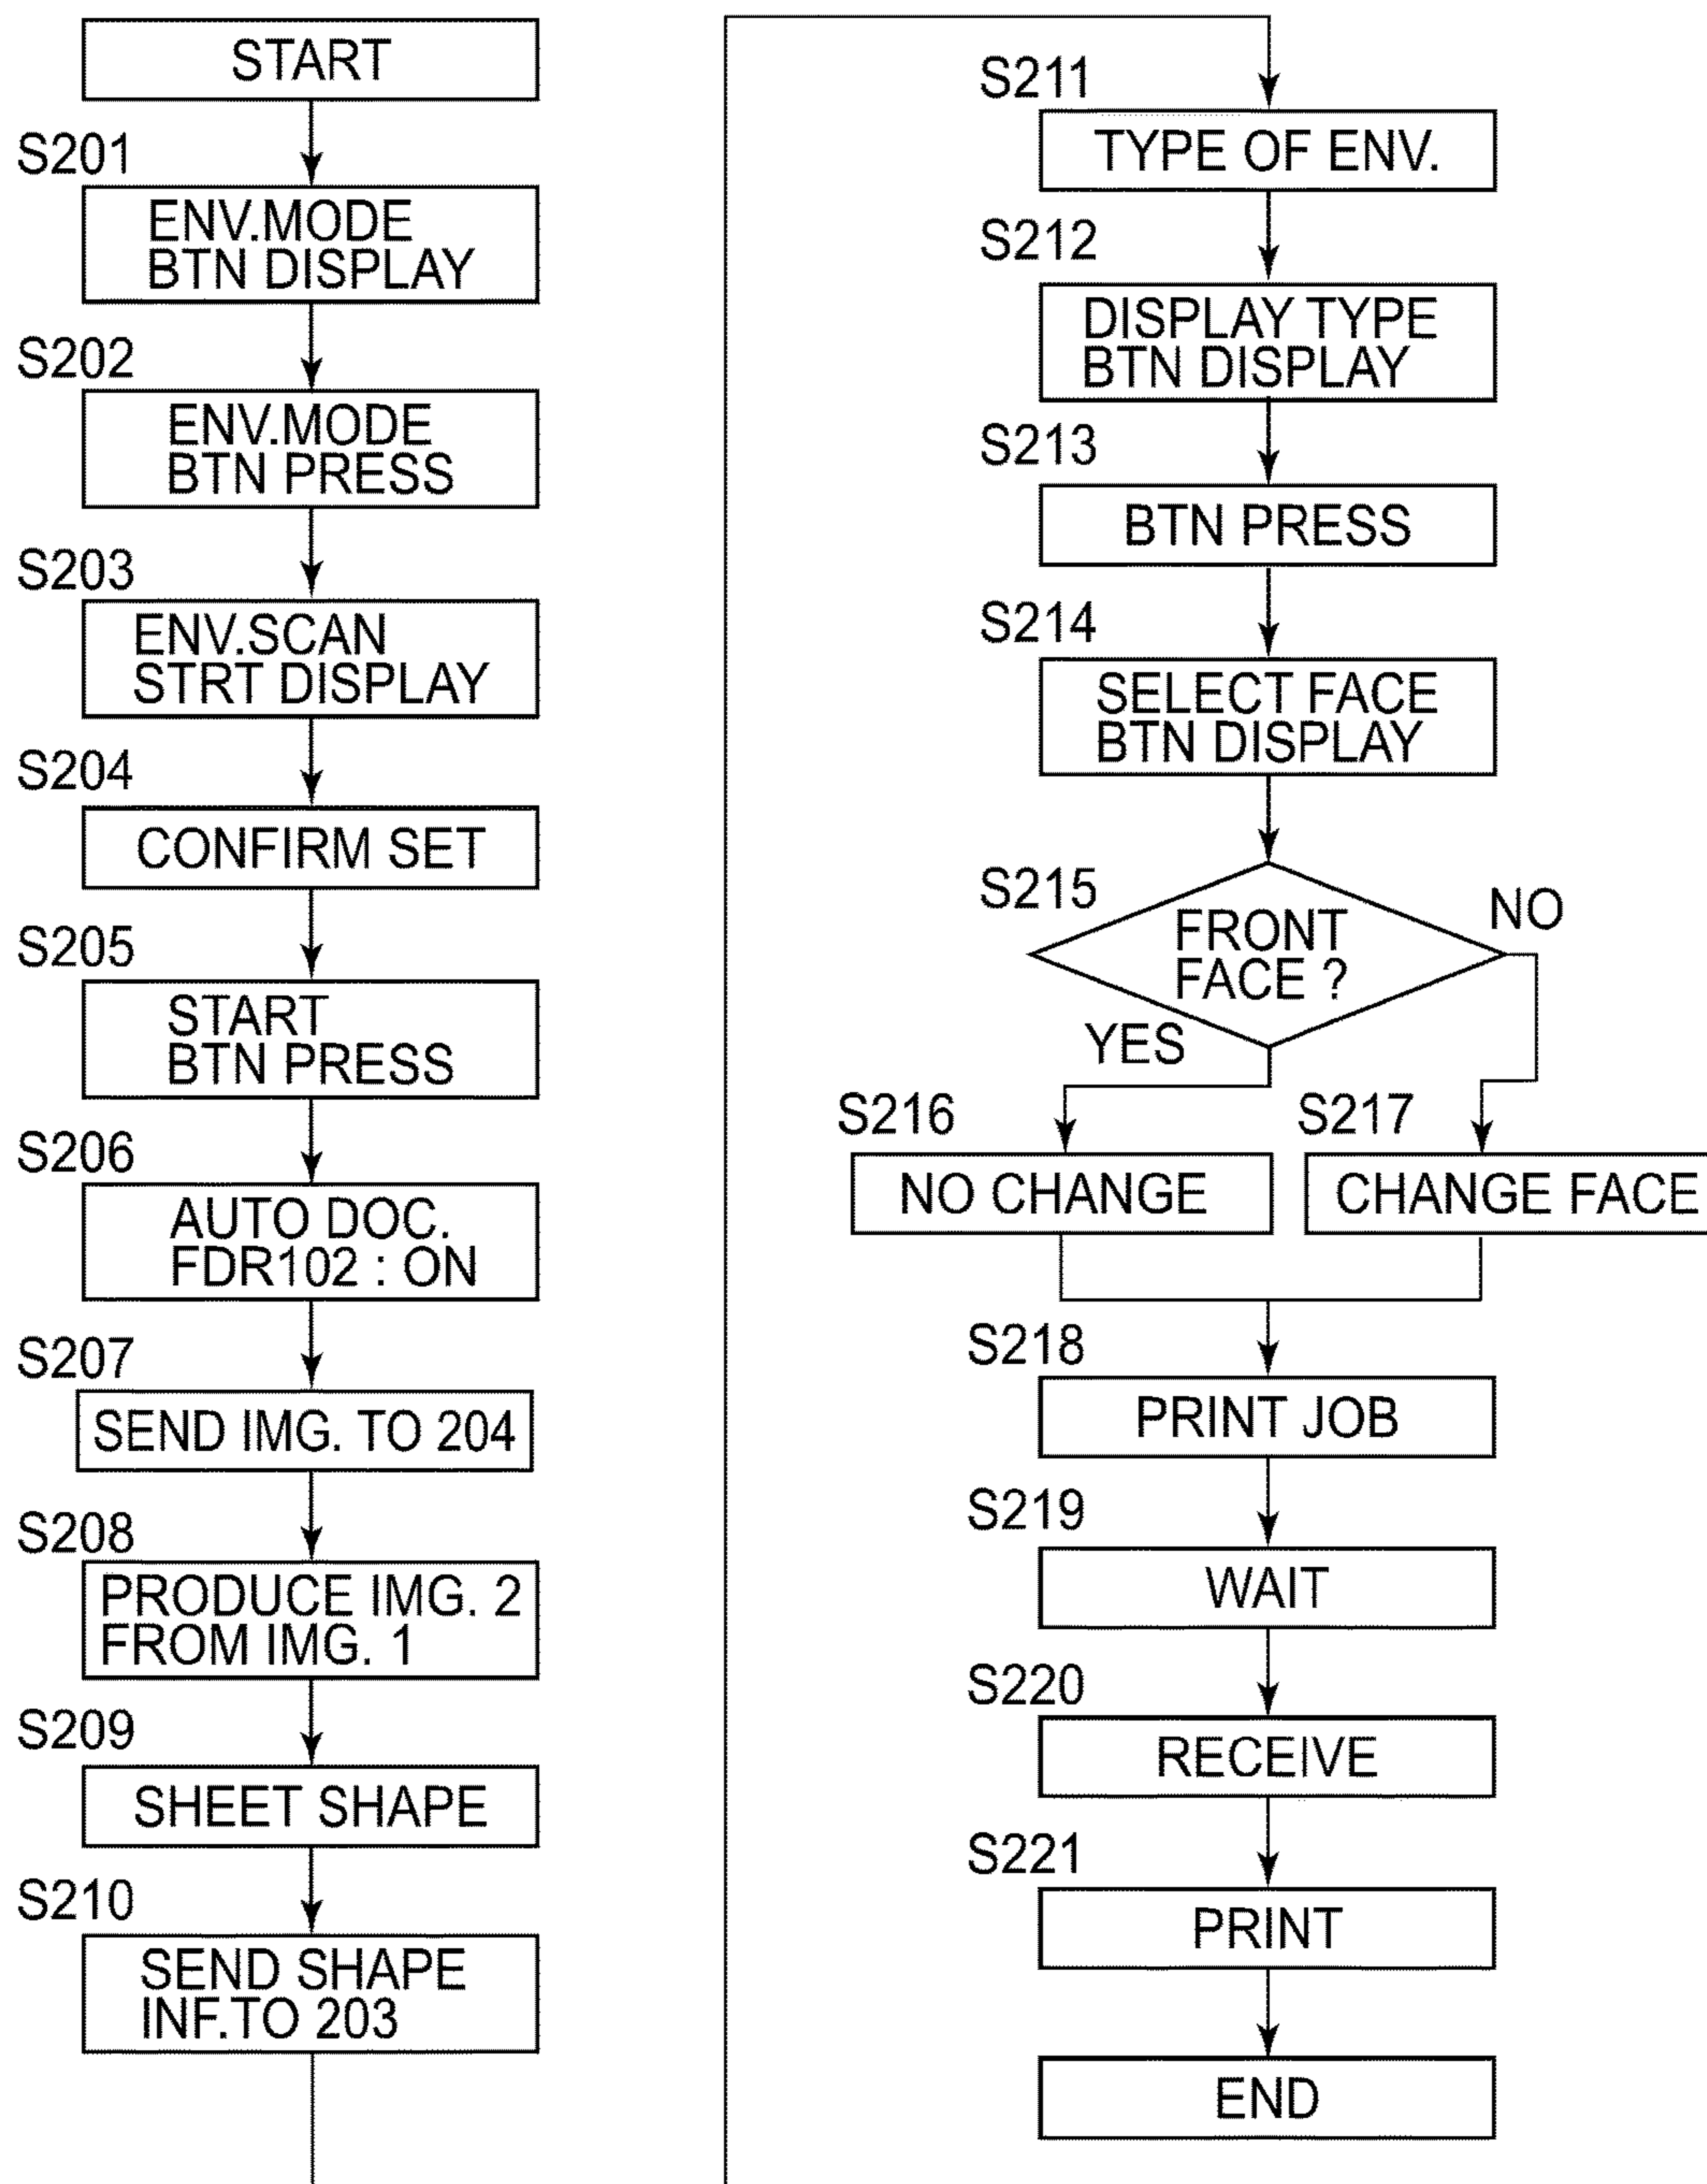 START
S201
ENV.MODE
BTN DISPLAY
S202
ENV.MODE
BTN PRESS
S203
ENV.SCAN
STRT DISPLAY
S204
CONFIRM SET
S205
START
BTN PRESS
S206
AUTO DOC.
FDR102 : ON
S207
SEND IMG. TO 204
S208
PRODUCE IMG. 2
FROM IMG. 1
S209
SHEET SHAPE
S210
SEND SHAPE
INF.TO 203
S211
TYPE OF ENV.
S212
DISPLAY TYPE
BTN DISPLAY
S213
BTN PRESS
S214
SELECT FACE
BTN DISPLAY
S215
FRONT
FACE ?
NO
YES
S216
NO CHANGE
S217
CHANGE FACE
S218
PRINT JOB
S219
WAIT
S220
RECEIVE
S221
PRINT
END